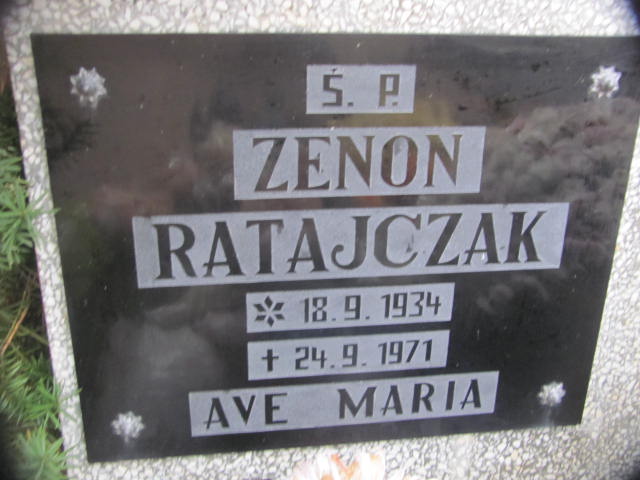 Ś. P.
ZENON
RATAJCZAK
* 18. 9. 1934
✝ 24. 9. 1971
AVE MARIA